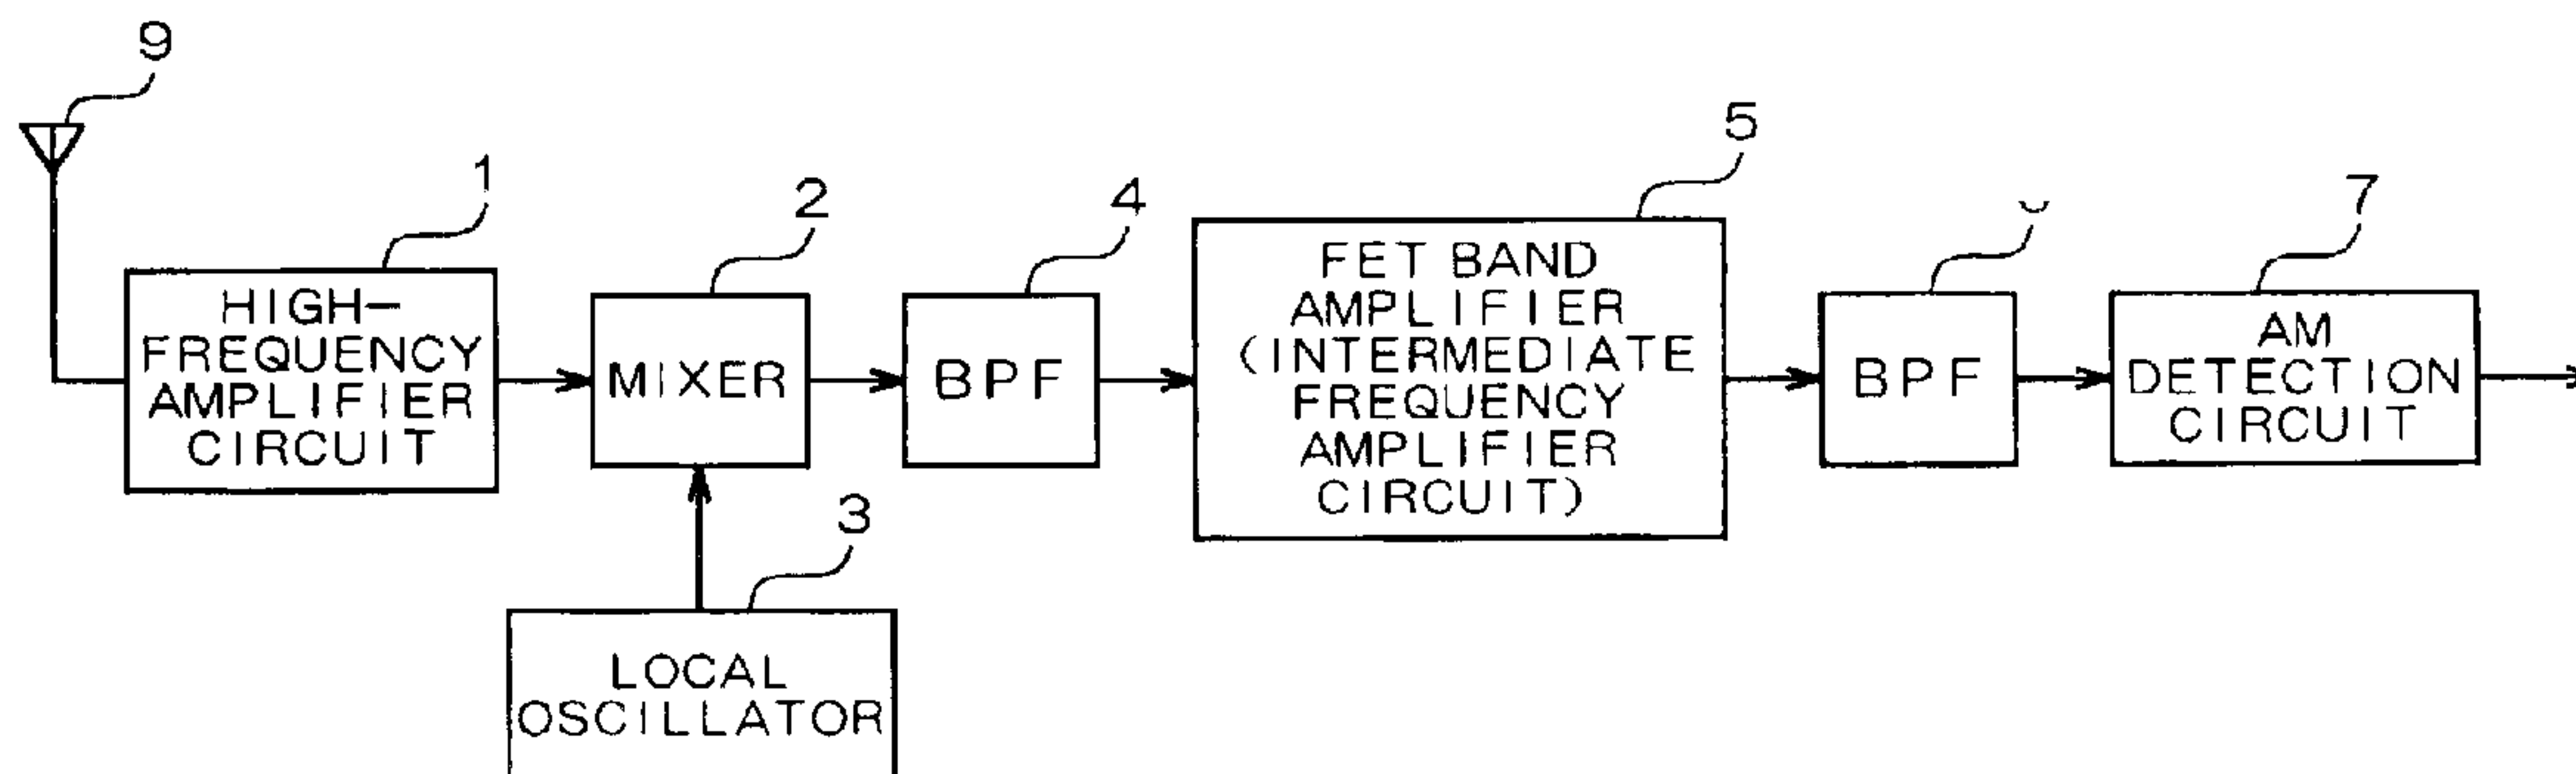 9
1
HIGH-
FREQUENCY
AMPLIFIER
CIRCUIT
2
MIXER
3
LOCAL
OSCILLATOR
4
BPF
5
FET BAND
AMPLIFIER
(INTERMEDIATE
FREQUENCY
AMPLIFIER
CIRCUIT)
BPF
7
AM
DETECTION
CIRCUIT